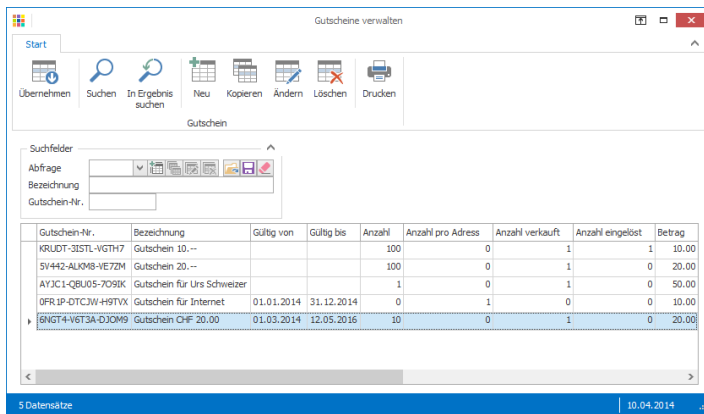 Gutscheine verwalten
Start
Übernehmen Suchen In Ergebnis suchen Neu Kopieren Ändern Löschen Drucken
Gutschein
Suchfelder
Abfrage
Bezeichnung
Gutschein-Nr.
Gutschein-Nr. Bezeichnung Gültig von Gültig bis Anzahl Anzahl pro Adress Anzahl verkauft Anzahl eingelöst Betrag
KRUDT-3ISTL-VGTH7 Gutschein 10.-- 100 0 1 1 10.00
5V442-ALKM8-VE7ZM Gutschein 20.-- 100 0 1 0 20.00
AYJC1-QBU05-7O9IK Gutschein für Urs Schweizer 1 0 1 0 50.00
0FR1P-DTCJW-H9TVX Gutschein für Internet 01.01.2014 31.12.2014 0 1 0 0 10.00
6NGT4-V6T3A-DJOM9 Gutschein CHF 20.00 01.03.2014 12.05.2016 10 0 1 0 20.00
5 Datensätze 10.04.2014